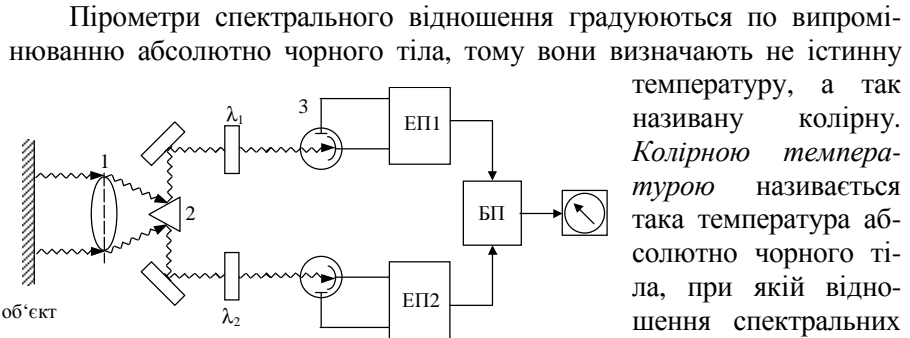 Пірометри спектрального відношення градуюються по випромі-
нюванню абсолютно чорного тіла, тому вони визначають не істинну
температуру, а так
називану колірну.
Колірною темпера-
турою називається
така температура аб-
солютно чорного ті-
ла, при якій відно-
шення спектральних
λ1
3
ЕП1
1
2
БП
ЕП2
λ2
об‘єкт